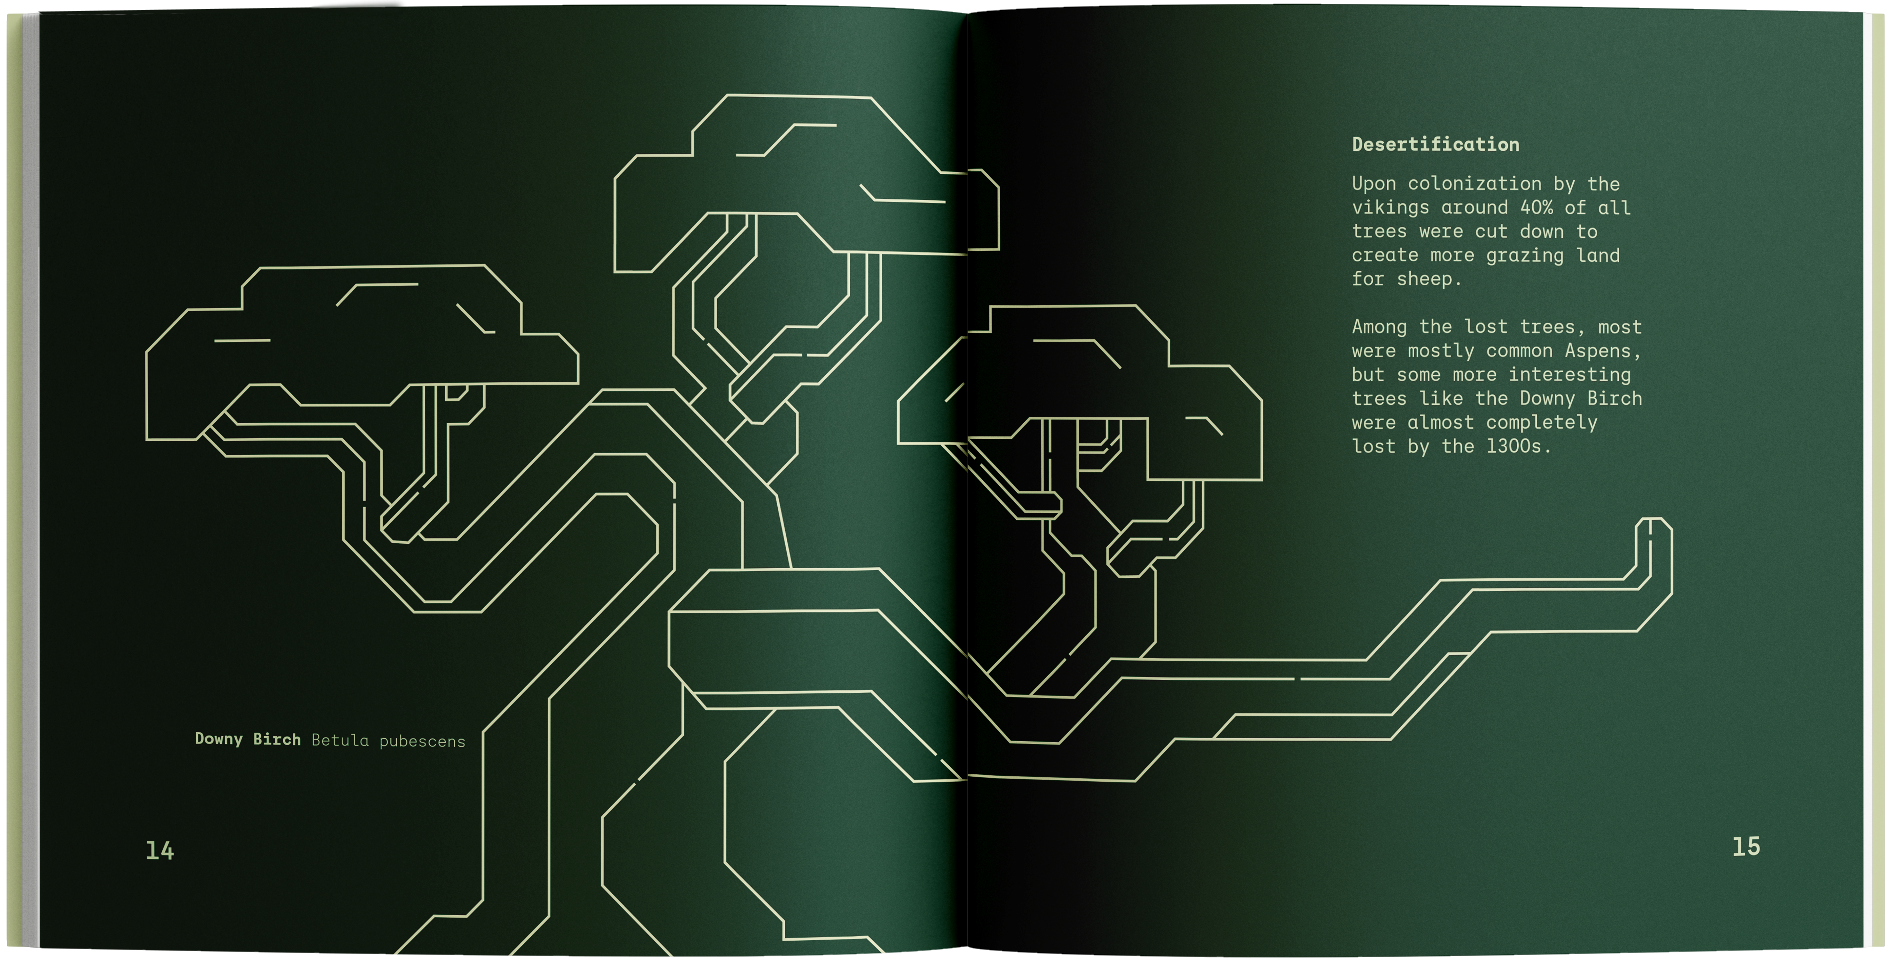 Downy Birch Betula pubescens
14
Desertification
Upon colonization by the
vikings around 40% of all
trees were cut down to
create more grazing land
for sheep.
Among the lost trees, most
were mostly common Aspens,
but some more interesting
trees like the Downy Birch
were almost completely
lost by the 1300s.
15